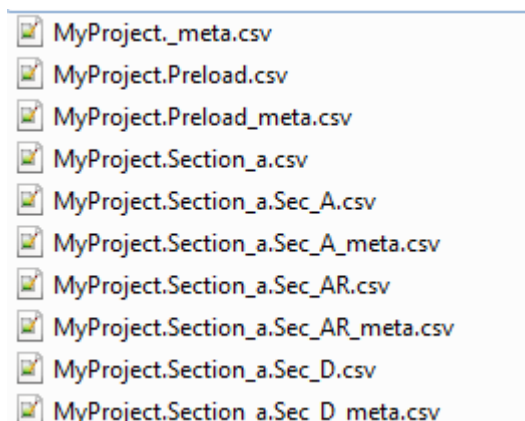 MyProject._meta.csv
MyProject.Preload.csv
MyProject.Preload_meta.csv
MyProject.Section_a.csv
MyProject.Section_a.Sec_A.csv
MyProject.Section_a.Sec_A_meta.csv
MyProject.Section_a.Sec_AR.csv
MyProject.Section_a.Sec_AR_meta.csv
MyProject.Section_a.Sec_D.csv
MyProject.Section_a.Sec_D_meta.csv